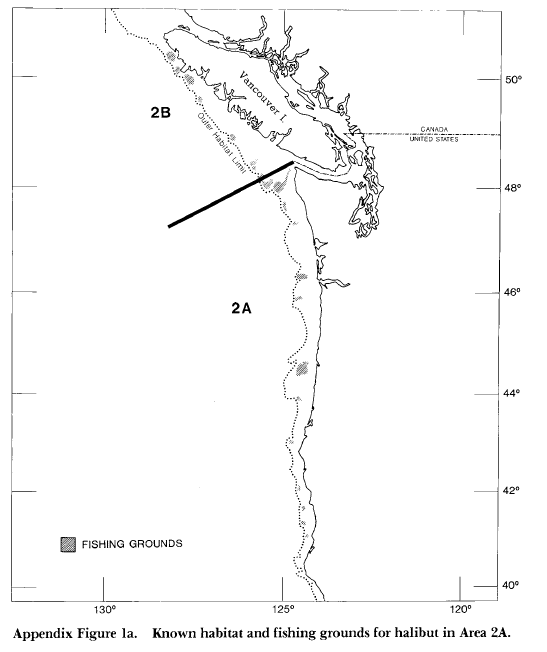 50°
Vancouver I.
2B
CANADA
UNITED STATES
Outer Habitat Limit
48°
46°
2A
44°
42°
FISHING GROUNDS
40°
130°
125°
120°
Appendix Figure 1a. Known habitat and fishing grounds for halibut in Area 2A.